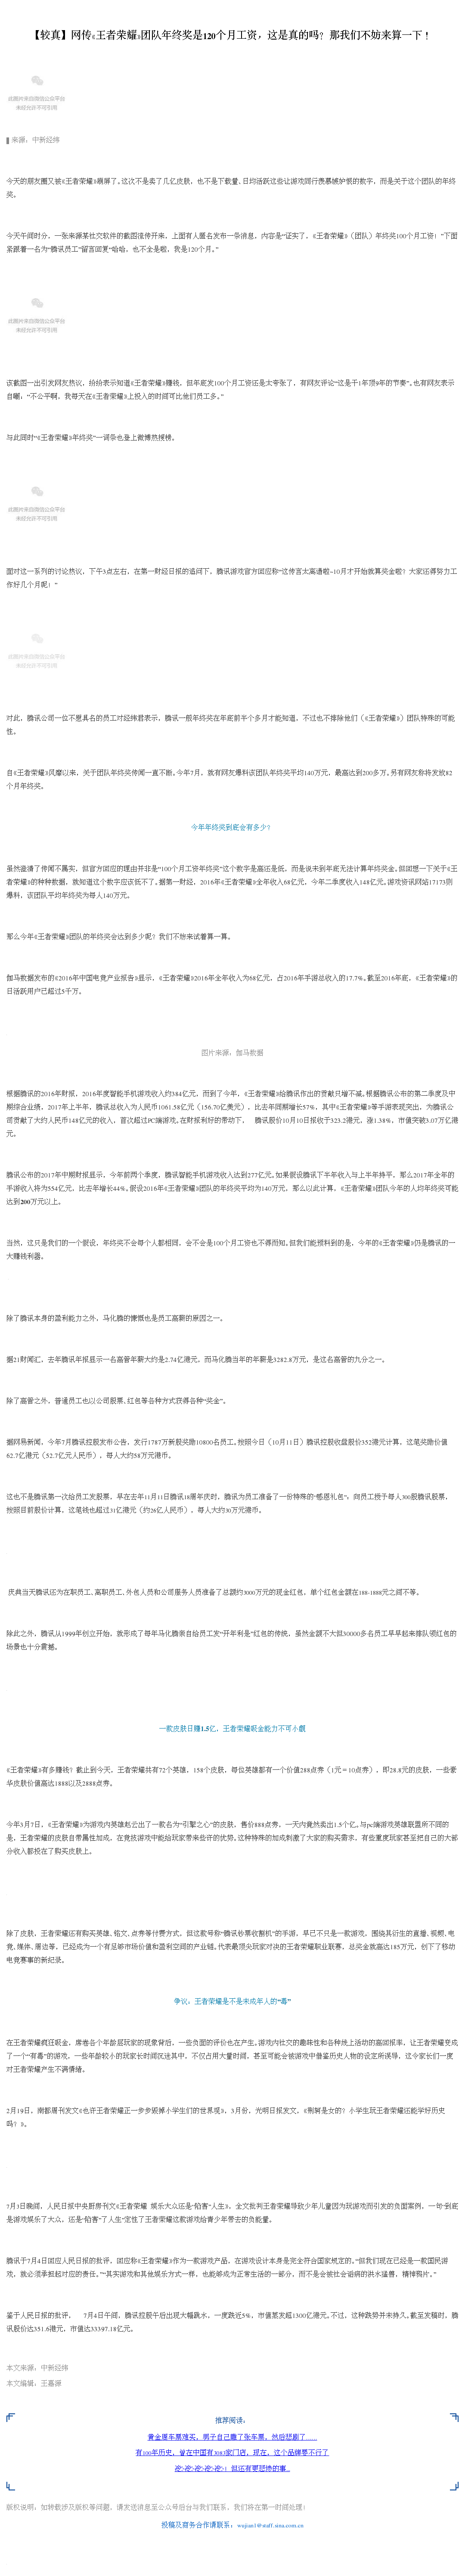 【较真】网传《王者荣耀》团队年终奖是120个月工资，这是真的吗？那我们不妨来算一下！
此图片来自微信公众平台
未经允许不可引用
来源：中新经纬
今天的朋友圈又被《王者荣耀》刷屏了。这次不是卖了几亿皮肤，也不是下载量、日均活跃这些让游戏同行羡慕嫉妒恨的数字，而是关于这个团队的年终
奖。
今天午间时分，一张来源某社交软件的截图流传开来，上面有人匿名发布一条消息，内容是“证实了，《王者荣耀》（团队）年终奖100个月工资！”下面
紧跟着一名为“腾讯员工”留言回复“哈哈，也不全是啦，我是120个月。”
此图片来自微信公众平台
未经允许不可引用
该截图一出引发网友热议，纷纷表示知道《王者荣耀》赚钱，但年底发100个月工资还是太夸张了，有网友评论“这是干1年顶9年的节奏”。也有网友表示
自嘲，“不公平啊，我每天在《王者荣耀》上投入的时间可比他们员工多。”
与此同时“《王者荣耀》年终奖”一词条也登上微博热搜榜。
此图片来自微信公众平台
未经允许不可引用
面对这一系列的讨论热议，下午3点左右，在第一财经日报的追问下，腾讯游戏官方回应称“这传言太离谱啦~10月才开始就算奖金啦？大家还得努力工
作好几个月呢！”
此图片来自微信公众平台
未经允许不可引用
对此，腾讯公司一位不愿具名的员工对经纬君表示，腾讯一般年终奖在年底前半个多月才能知道，不过也不排除他们（《王者荣耀》）团队特殊的可能
性。
自《王者荣耀》风靡以来，关于团队年终奖传闻一直不断。今年7月，就有网友爆料该团队年终奖平均140万元，最高达到200多万。另有网友称将发放82
个月年终奖。
今年年终奖到底会有多少？
虽然澄清了传闻不属实，但官方回应的理由并非是“100个月工资年终奖”这个数字是高还是低，而是说未到年底无法计算年终奖金。但回想一下关于《王
者荣耀》的种种数据，就知道这个数字应该低不了。据第一财经，2016年《王者荣耀》全年收入68亿元，今年二季度收入148亿元。游戏资讯网站17173则
爆料，该团队平均年终奖为每人140万元。
那么今年《王者荣耀》团队的年终奖会达到多少呢？我们不妨来试着算一算。
伽马数据发布的《2016年中国电竞产业报告》显示，《王者荣耀》2016年全年收入为68亿元，占2016年手游总收入的17.7%。截至2016年底，《王者荣耀》的
日活跃用户已超过5千万。
图片来源：伽马数据
根据腾讯的2016年财报，2016年度智能手机游戏收入约384亿元，而到了今年，《王者荣耀》给腾讯作出的贡献只增不减。根据腾讯公布的第二季度及中
期综合业绩，2017年上半年，腾讯总收入为人民币1061.58亿元（156.70亿美元），比去年同期增长57%，其中《王者荣耀》等手游表现突出，为腾讯公
司贡献了大约人民币148亿元的收入，首次超过PC端游戏。在财报利好的带动下， 腾讯股价10月10日报收于323.2港元，涨1.38%，市值突破3.07万亿港
元。
腾讯公布的2017年中期财报显示，今年前两个季度，腾讯智能手机游戏收入达到277亿元。如果假设腾讯下半年收入与上半年持平，那么2017年全年的
手游收入将为554亿元，比去年增长44%。假设2016年《王者荣耀》团队的年终奖平均为140万元，那么以此计算，《王者荣耀》团队今年的人均年终奖可能
达到200万元以上。
当然，这只是我们的一个假设，年终奖不会每个人都相同，会不会是100个月工资也不得而知。但我们能预料到的是，今年的《王者荣耀》仍是腾讯的一
大赚钱利器。
除了腾讯本身的盈利能力之外，马化腾的慷慨也是员工高薪的原因之一。
据21财闻汇，去年腾讯年报显示一名高管年薪大约是2.74亿港元，而马化腾当年的年薪是3282.8万元，是这名高管的九分之一。
除了高管之外，普通员工也以公司股票、红包等各种方式获得各种“奖金”。
据网易新闻，今年7月腾讯控股发布公告，发行1787万新股奖励10800名员工。按照今日（10月11日）腾讯控股收盘股价352港元计算，这笔奖励价值
62.7亿港元（52.7亿元人民币），每人大约58万元港币。
这也不是腾讯第一次给员工发股票，早在去年11月11日腾讯18周年庆时，腾讯为员工准备了一份特殊的“感恩礼包”：向员工授予每人300股腾讯股票，
按照目前股价计算，这笔钱也超过31亿港元（约26亿人民币），每人大约30万元港币。
庆典当天腾讯还为在职员工、离职员工、外包人员和公司服务人员准备了总额约3000万元的现金红包，单个红包金额在188-1888元之间不等。
除此之外，腾讯从1999年创立开始，就形成了每年马化腾亲自给员工发“开年利是”红包的传统，虽然金额不大但30000多名员工早早起来排队领红包的
场景也十分震撼。
一款皮肤日赚1.5亿，王者荣耀吸金能力不可小觑
《王者荣耀》有多赚钱？截止到今天，王者荣耀共有72个英雄，158个皮肤，每位英雄都有一个价值288点券（1元＝10点券），即28.8元的皮肤，一些豪
华皮肤价值高达1888以及2888点券。
今年3月7日，《王者荣耀》为游戏内英雄赵云出了一款名为“引擎之心”的皮肤，售价888点券，一天内竟然卖出1.5个亿。与pc端游戏英雄联盟所不同的
是，王者荣耀的皮肤自带属性加成，在竞技游戏中能给玩家带来些许的优势。这种特殊的加成刺激了大家的购买需求，有些重度玩家甚至把自己的大部
分收入都投在了购买皮肤上。
除了皮肤，王者荣耀还有购买英雄、铭文、点券等付费方式，但这款号称“腾讯钞票收割机”的手游，早已不只是一款游戏，围绕其衍生的直播、视频、电
竞、媒体、周边等，已经成为一个有足够市场价值和盈利空间的产业链。代表最顶尖玩家对决的王者荣耀职业联赛，总奖金就高达185万元，创下了移动
电竞赛事的新纪录。
争议：王者荣耀是不是未成年人的“毒”
在王者荣耀疯狂吸金，席卷各个年龄层玩家的现象背后，一些负面的评价也在产生。游戏内社交的趣味性和各种线上活动的高回报率，让王者荣耀变成
了一个“有毒”的游戏，一些年龄较小的玩家长时间沉迷其中，不仅占用大量时间，甚至可能会被游戏中借鉴历史人物的设定所误导，这令家长们一度
对王者荣耀产生不满情绪。
2月19日，南都周刊发文《也许王者荣耀正一步步毁掉小学生们的世界观》，3月份，光明日报发文，《荆轲是女的？小学生玩王者荣耀还能学好历史
吗？》。
7月3日晚间，人民日报中央厨房刊文《王者荣耀 娱乐大众还是“陷害”人生》，全文批判王者荣耀导致少年儿童因为玩游戏而引发的负面案例，一句“到底
是游戏娱乐了大众，还是“陷害”了人生”定性了王者荣耀这款游戏给青少年带去的负能量。
腾讯于7月4日回应人民日报的批评，回应称《王者荣耀》作为一款游戏产品，在游戏设计本身是完全符合国家规定的。“但我们现在已经是一款国民游
戏，就必须承担起对应的责任。”“其实游戏和其他娱乐方式一样，也能够成为正常生活的一部分，而不是会被社会诟病的洪水猛兽，精神鸦片。”
鉴于人民日报的批评， 7月4日午间，腾讯控股午后出现大幅跳水，一度跌近5%，市值蒸发超1300亿港元。不过，这种跌势并未持久。截至发稿时，腾
讯股价达351.6港元，市值达33397.18亿元。
本文来源：中新经纬
本文编辑：王嘉源
推荐阅读：
黄金周车票难买，男子自己雕了张车票，然后悲剧了……
有100年历史，曾在中国有3083家门店，现在，这个品牌要不行了
沧>沧>沧>沧>沧>！但还有更恐怖的事...
版权说明，如转载涉及版权等问题，请发送消息至公众号后台与我们联系，我们将在第一时间处理！
投稿及商务合作请联系：wujian1@staff.sina.com.cn